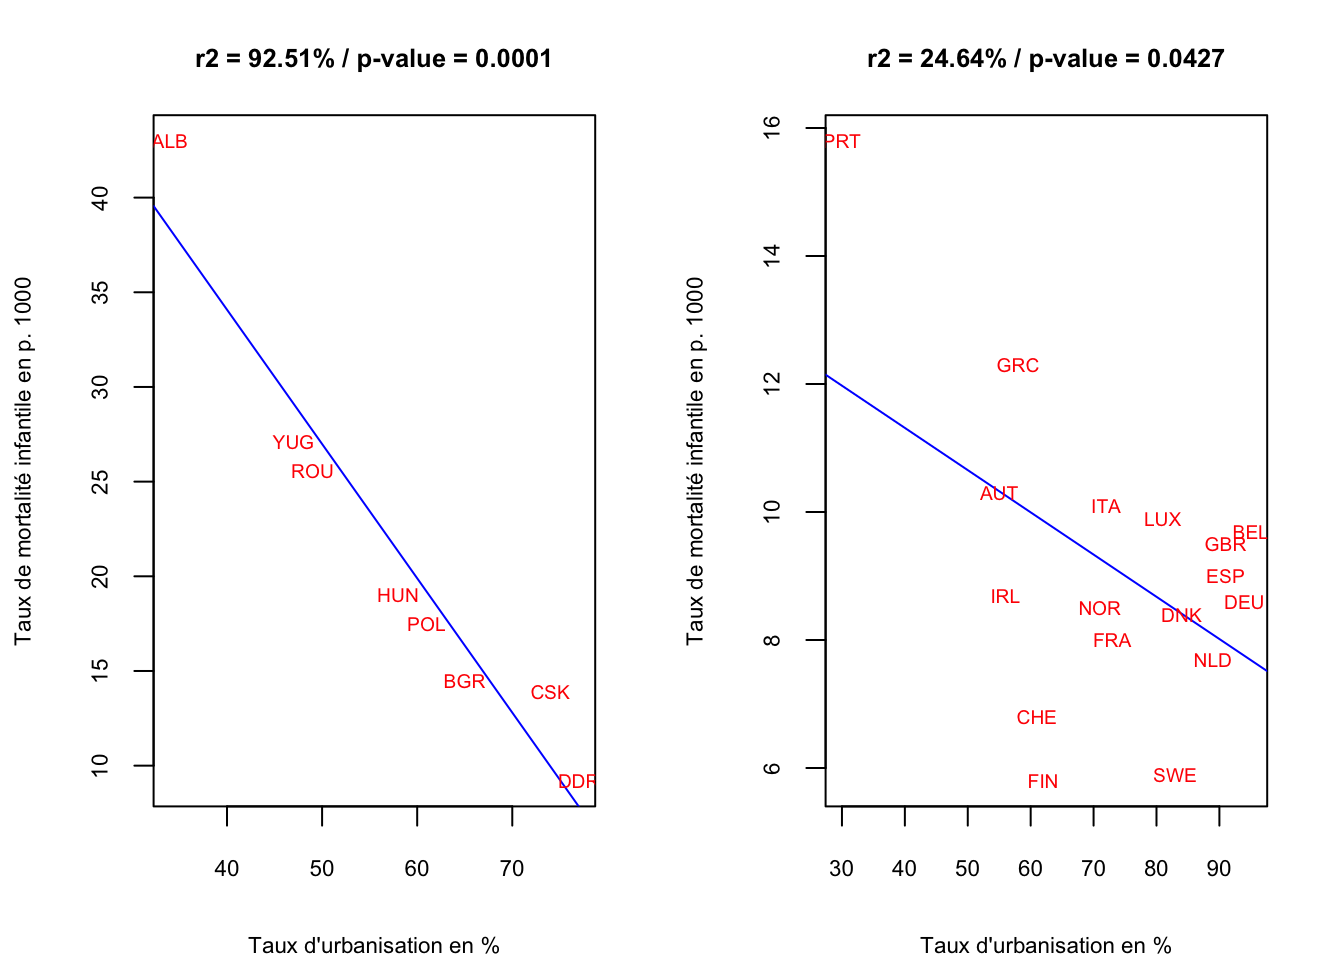 r2 = 92.51% / p-value = 0.0001
Taux de mortalité infantile en p. 1000
40
35
30
25
20
15
10
ALB
YUG
ROU
HUN
POL
BGR
CSK
DDR
40 50 60 70
Taux d'urbanisation en %
r2 = 24.64% / p-value = 0.0427
Taux de mortalité infantile en p. 1000
16
14
12
10
8
6
PRT
GRC
AUT
ITA
LUX
BEL
GBR
ESP
IRL
DEU
NOR
DNK
FRA
NLD
CHE
SWE
FIN
30 40 50 60 70 80 90
Taux d'urbanisation en %